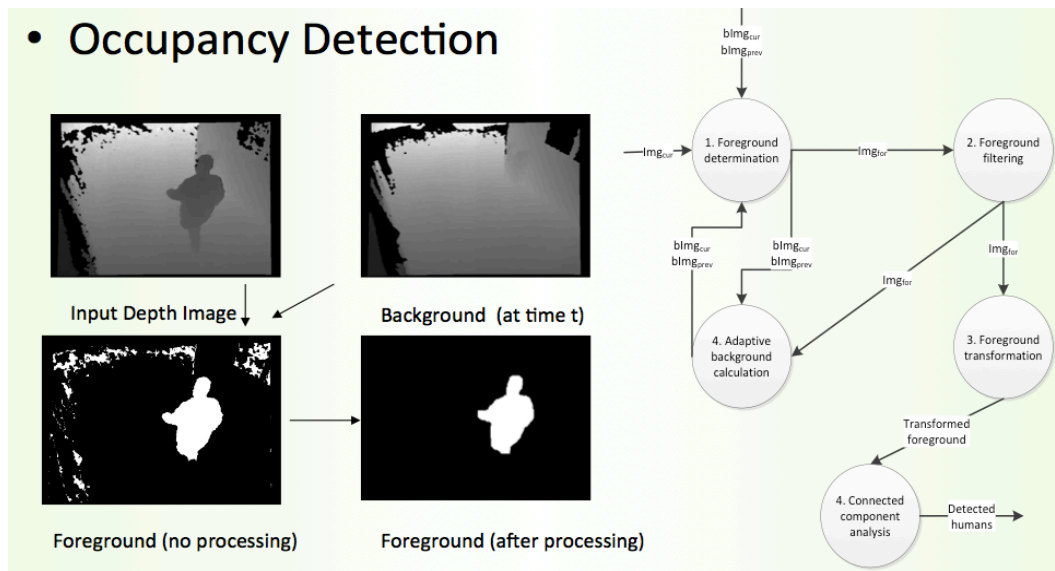 • Occupancy Detection
Input Depth Image
Background (at time t)
Foreground (no processing)
Foreground (after processing)
bImgcur
bImgprev
Imgcur
1. Foreground
determination
Imgfor
2. Foreground
filtering
bImgcur
bImgprev
bImgcur
bImgprev
Imgfor
Imgfor
4. Adaptive
background
calculation
3. Foreground
transformation
Transformed
foreground
4. Connected
component
analysis
Detected
humans